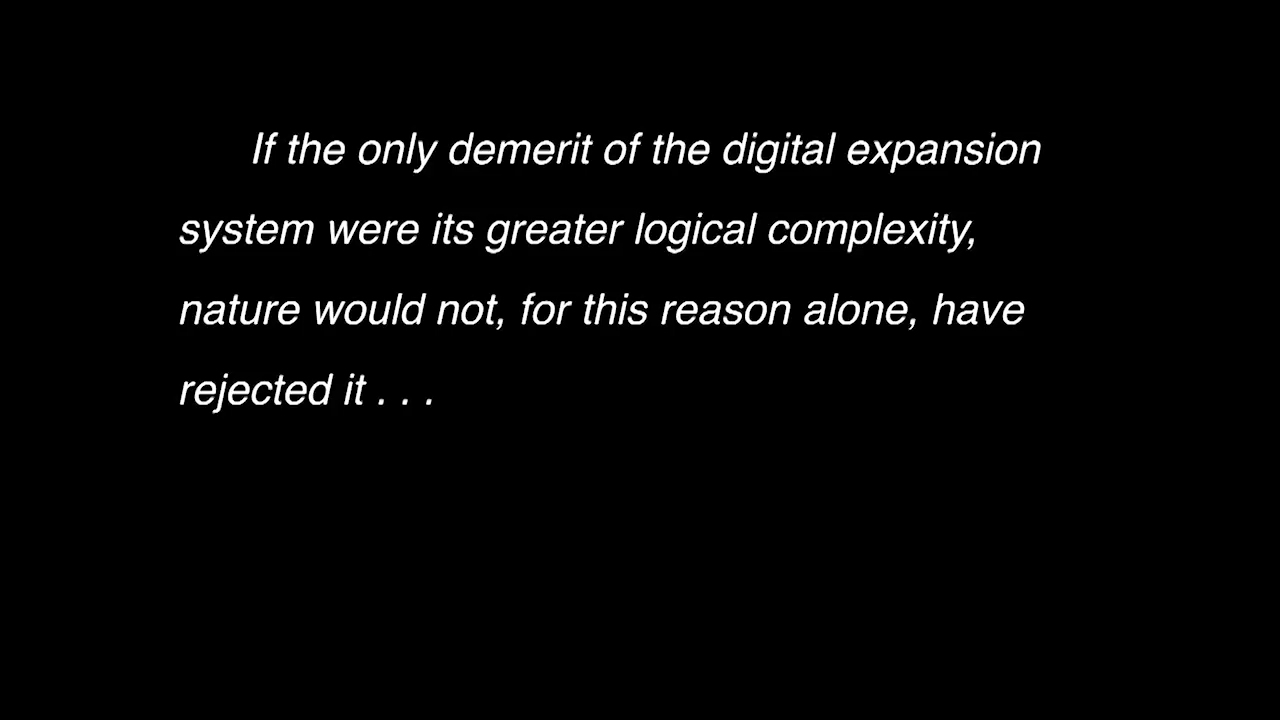 If the only demerit of the digital expansion
system were its greater logical complexity,
nature would not, for this reason alone, have
rejected it . . .